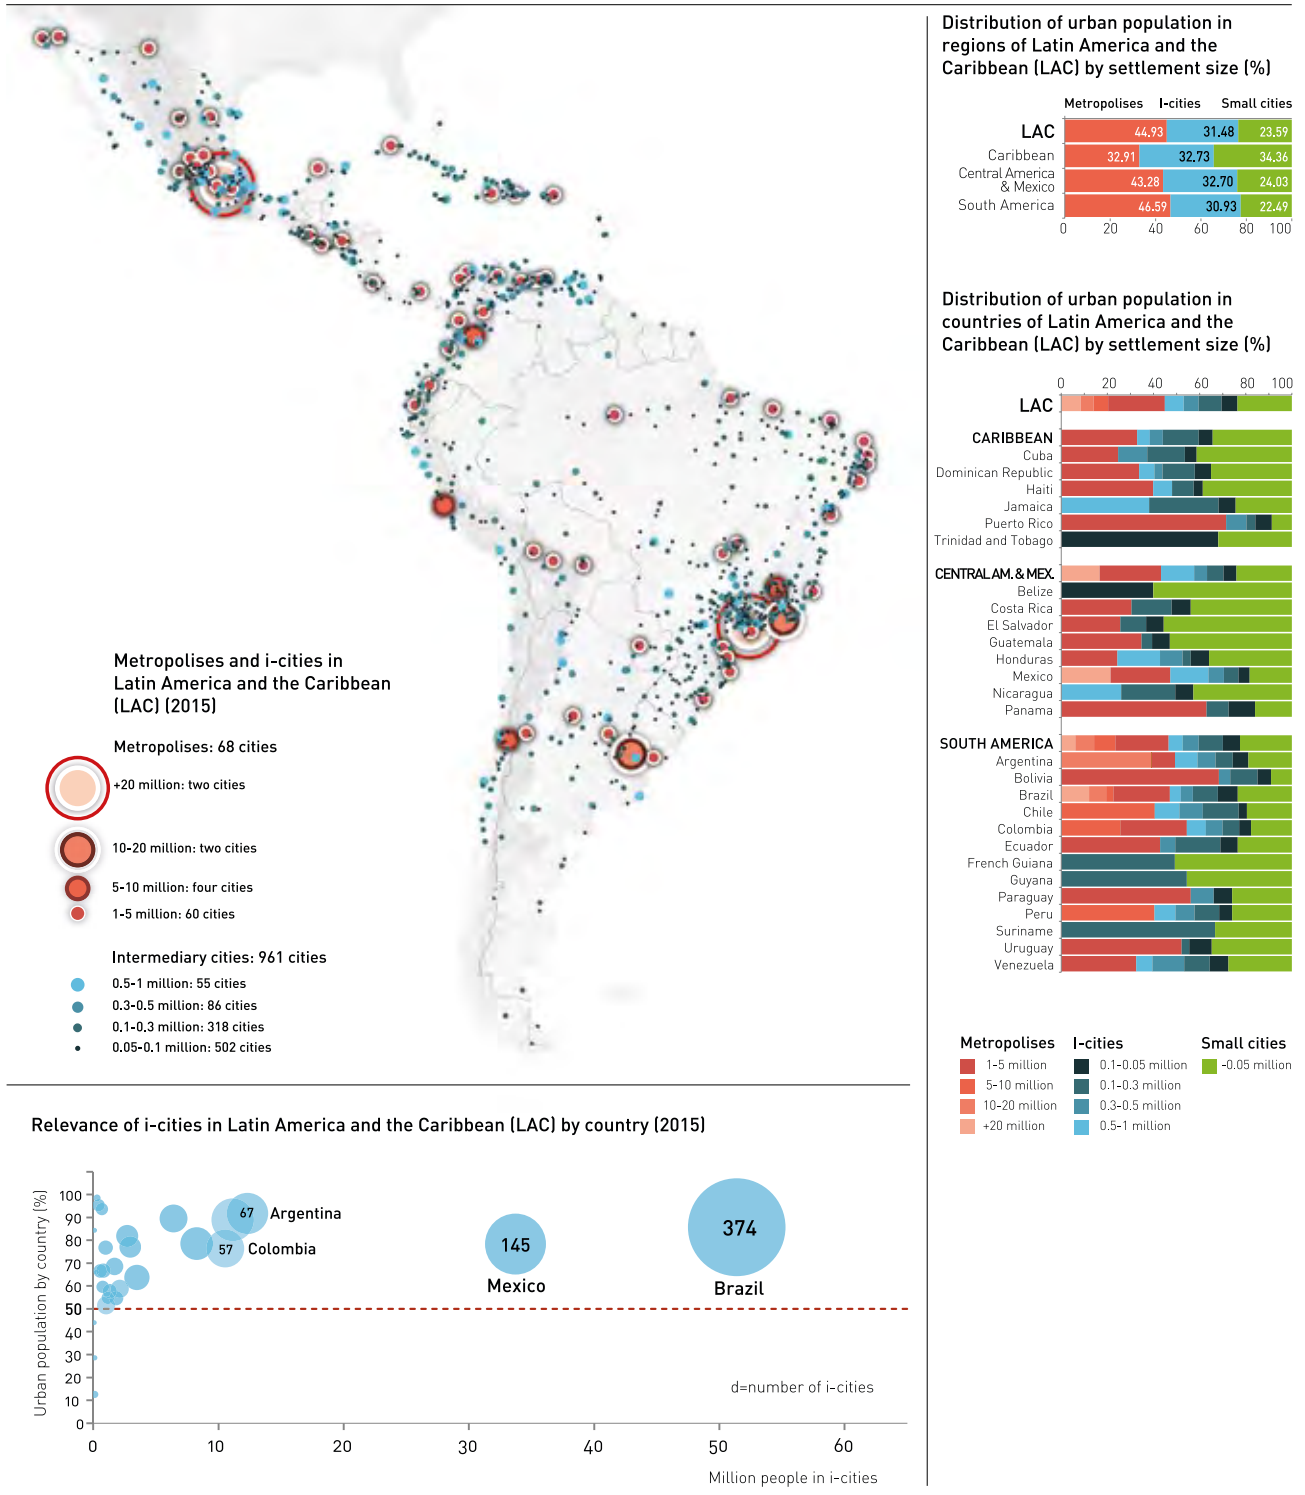 Distribution of urban population in
regions of Latin America and the
Caribbean (LAC) by settlement size (%)
Metropolises I-cities Small cities
LAC 44.93 31.48 23.59
Caribbean 32.91 32.73 34.36
Central America
& Mexico 43.28 32.70 24.03
South America 46.59 30.93 22.49
0 20 40 60 80 100
Distribution of urban population in
countries of Latin America and the
Caribbean (LAC) by settlement size (%)
0 20 40 60 80 100
LAC
CARIBBEAN
Cuba
Dominican Republic
Haiti
Jamaica
Puerto Rico
Trinidad and Tobago
CENTRAL AM. & MEX.
Belize
Costa Rica
El Salvador
Guatemala
Honduras
Mexico
Nicaragua
Panama
SOUTH AMERICA
Argentina
Bolivia
Brazil
Chile
Colombia
Ecuador
French Guiana
Guyana
Paraguay
Peru
Suriname
Uruguay
Venezuela
Metropolises I-cities Small cities
1-5 million 0.1-0.05 million -0.05 million
5-10 million 0.1-0.3 million
10-20 million 0.3-0.5 million
+20 million 0.5-1 million
Metropolises and i-cities in
Latin America and the Caribbean
(LAC) (2015)
Metropolises: 68 cities
+20 million: two cities
10-20 million: two cities
5-10 million: four cities
1-5 million: 60 cities
Intermediary cities: 961 cities
0.5-1 million: 55 cities
0.3-0.5 million: 86 cities
0.1-0.3 million: 318 cities
0.05-0.1 million: 502 cities
Relevance of i-cities in Latin America and the Caribbean (LAC) by country (2015)
Urban population by country (%)
100
90
80
70
60
50
40
30
20
10
0
67 Argentina
57 Colombia
145
Mexico
374
Brazil
d=number of i-cities
0 10 20 30 40 50 60
Million people in i-cities